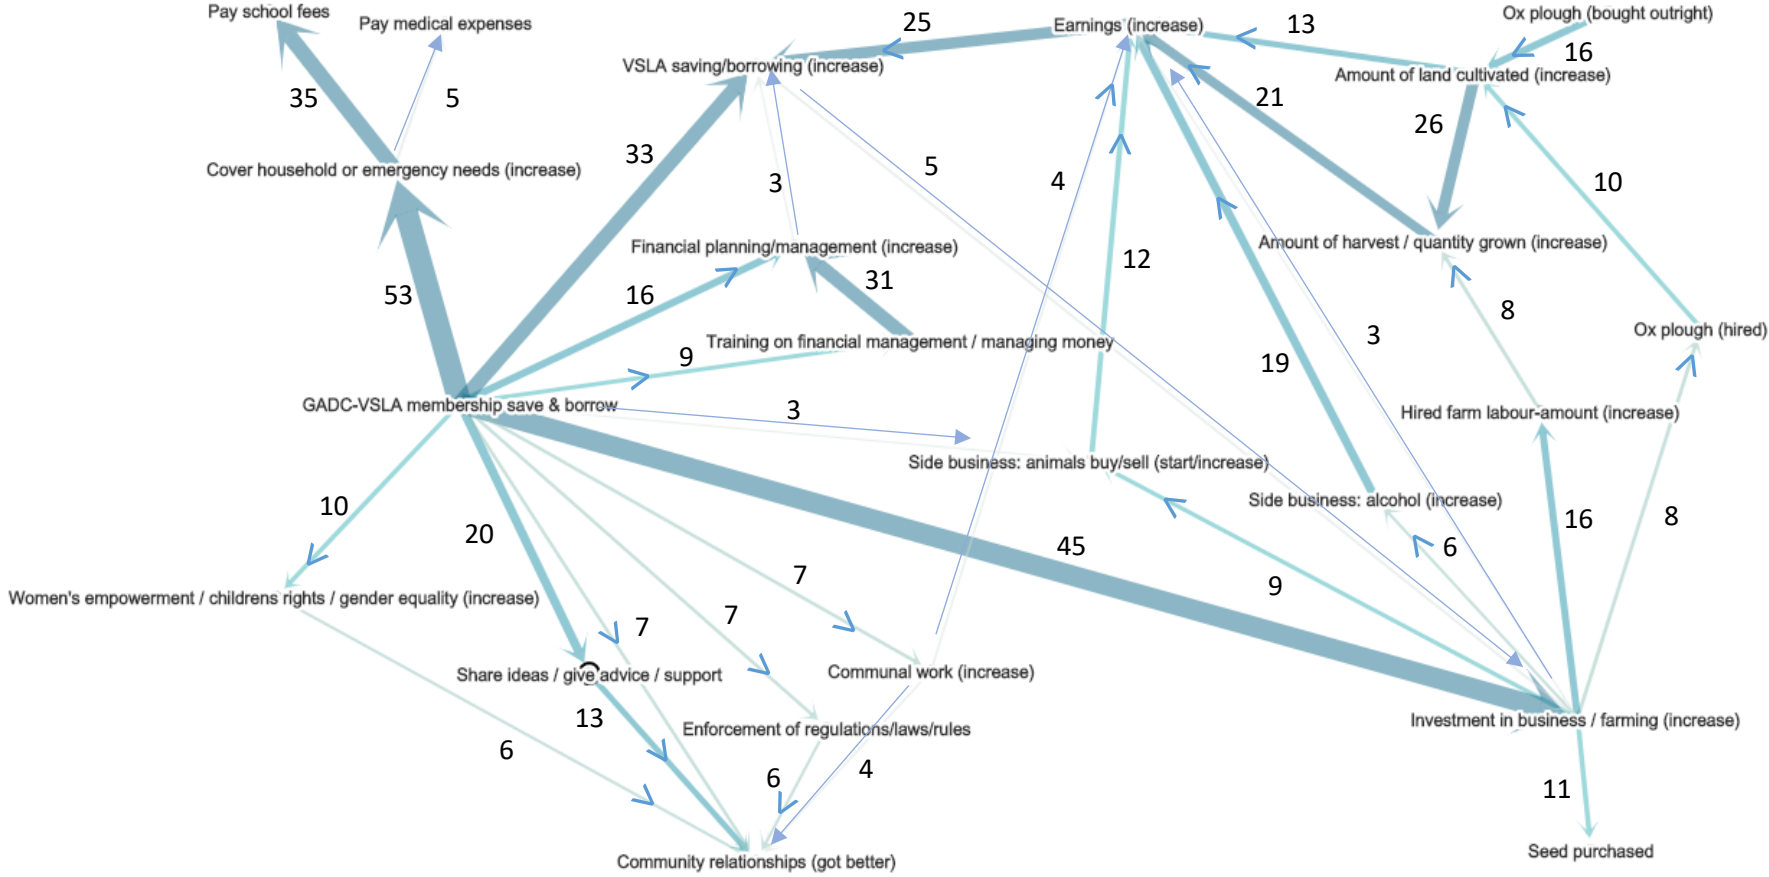 Pay school fees
Pay medical expenses
25
Earnings (increase)
13
Ox plough (bought outright)
16
VSLA saving/borrowing (increase)
Amount of land cultivated (increase)
35
5
21
26
33
5
4
10
Cover household or emergency needs (increase)
3
Financial planning/management (increase)
Amount of harvest / quantity grown (increase)
12
53
16
31
8
Training on financial management / managing money
3
Ox plough (hired)
9
19
GADC-VSLA membership save & borrow
3
Hired farm labour-amount (increase)
Side business: animals buy/sell (start/increase)
Side business: alcohol (increase)
10
20
45
6
16
8
7
9
Women's empowerment / childrens rights / gender equality (increase)
7
7
Share ideas / give advice / support
Communal work (increase)
13
Enforcement of regulations/laws/rules
Investment in business / farming (increase)
6
6
4
11
Community relationships (got better)
Seed purchased